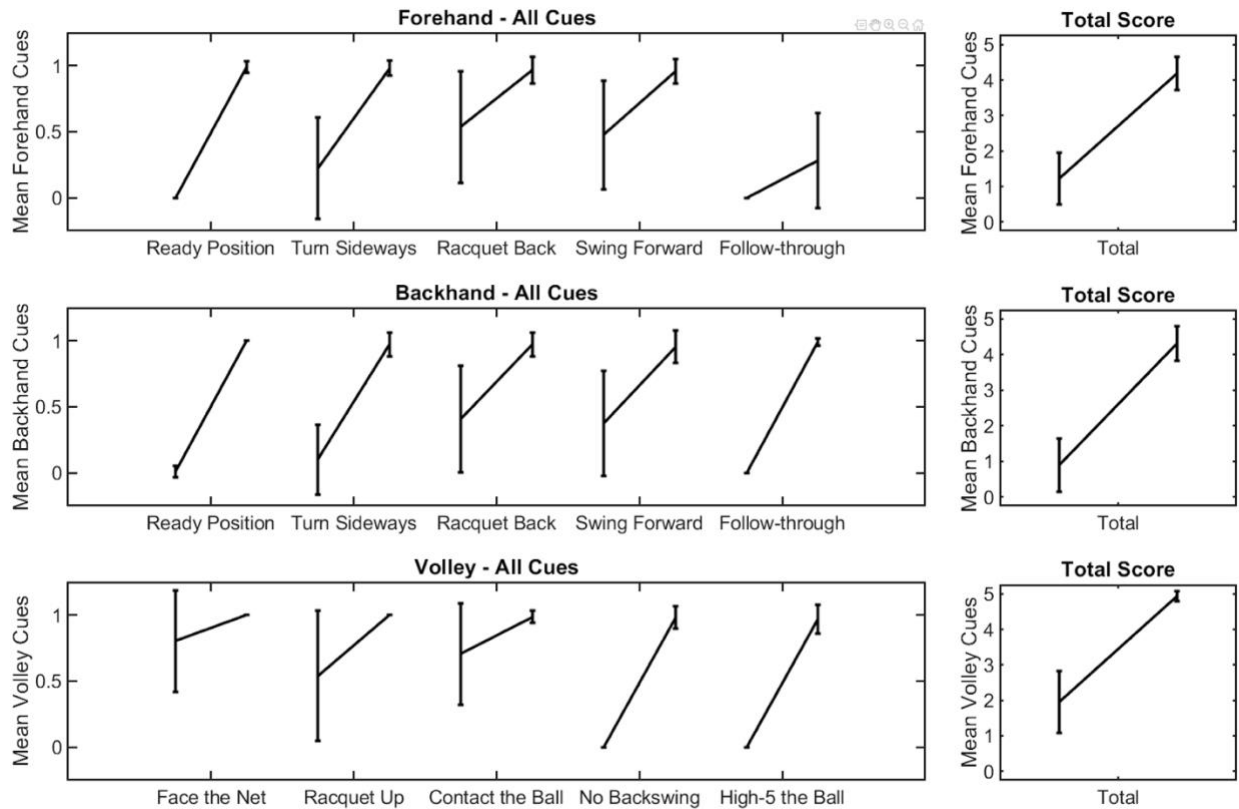 Forehand - All Cues
Mean Forehand Cues
1
0.5
0
Ready Position Turn Sideways Racquet Back Swing Forward Follow-through
Total Score
Mean Forehand Cues
5
4
3
2
1
0
Total
Backhand - All Cues
Mean Backhand Cues
1
0.5
0
Ready Position Turn Sideways Racquet Back Swing Forward Follow-through
Total Score
Mean Backhand Cues
5
4
3
2
1
0
Total
Volley - All Cues
Mean Volley Cues
1
0.5
0
Face the Net Racquet Up Contact the Ball No Backswing High-5 the Ball
Total Score
Mean Volley Cues
5
4
3
2
1
0
Total